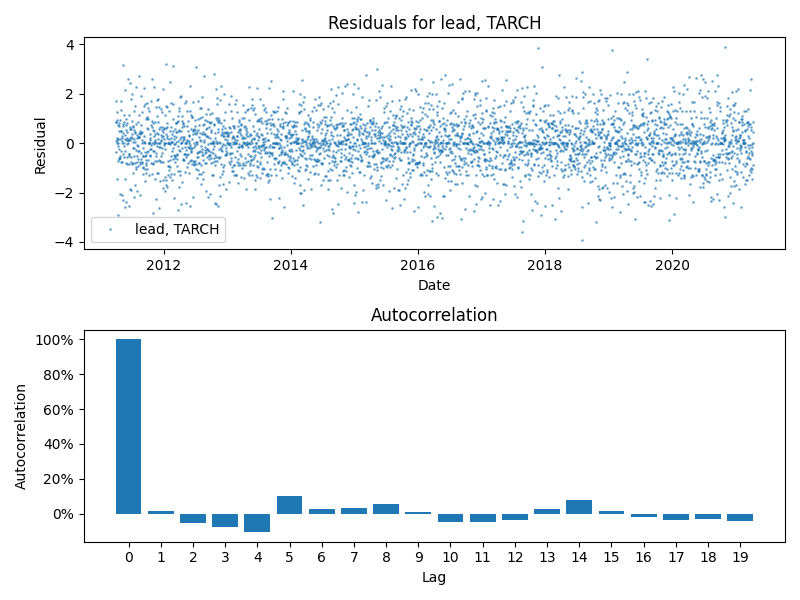 Residuals for lead, TARCH
4
2
0
−2
−4
Residual
lead, TARCH
2012 2014 2016 2018 2020
Date
Autocorrelation
100%
80%
60%
40%
20%
0%
Autocorrelation
0 1 2 3 4 5 6 7 8 9 10 11 12 13 14 15 16 17 18 19
Lag